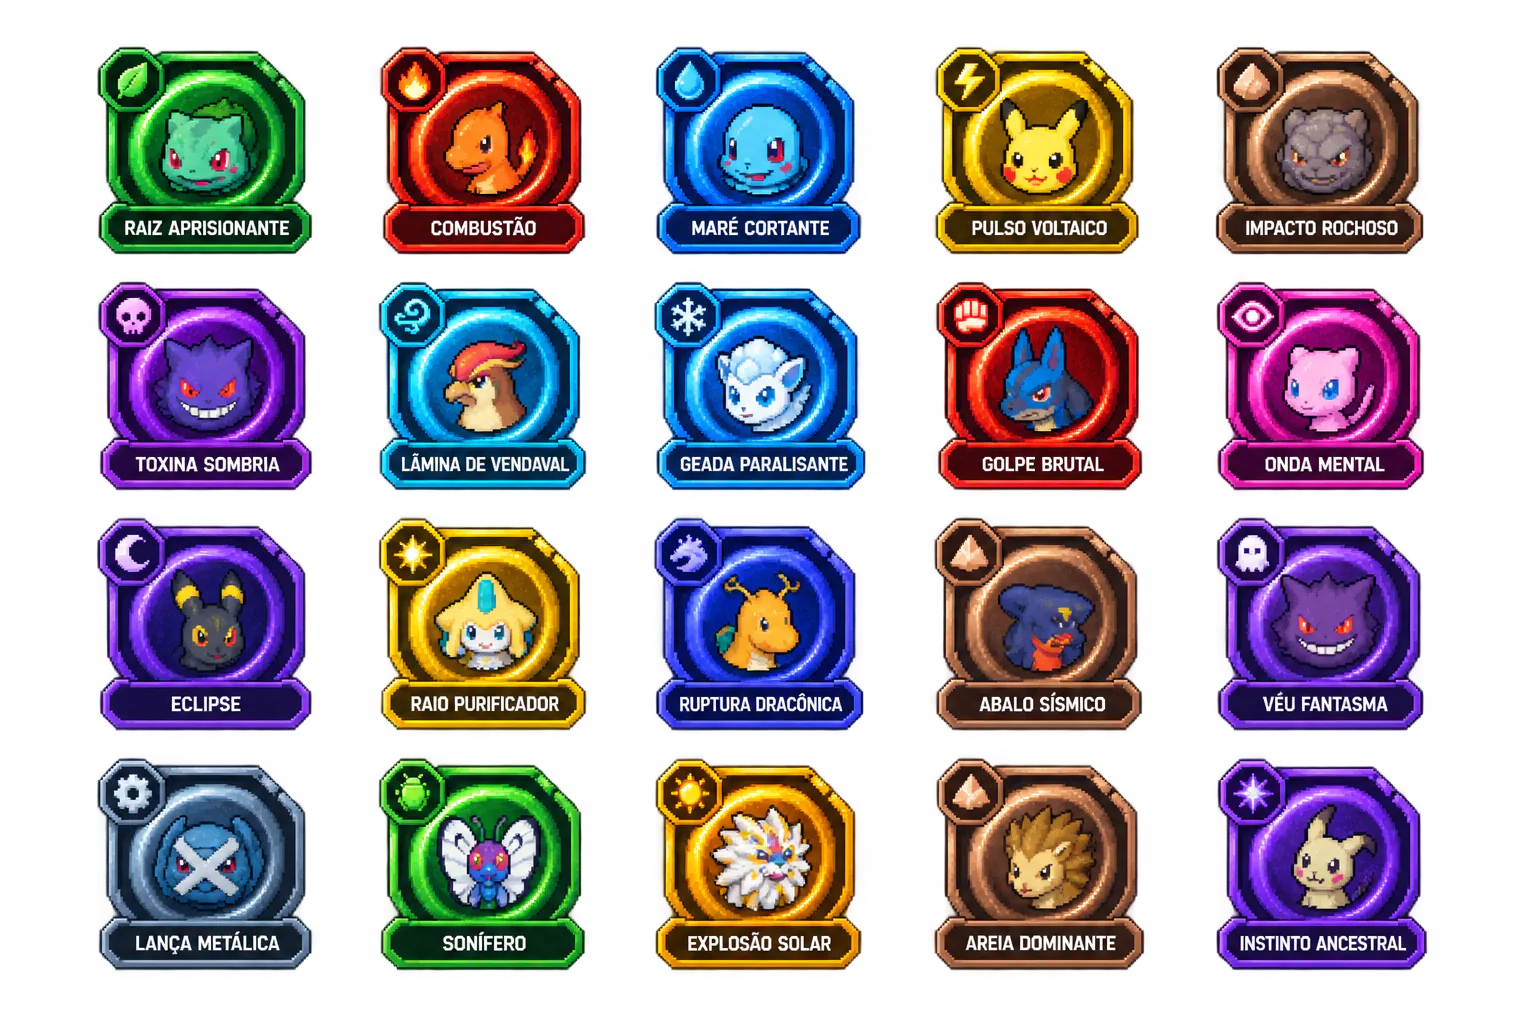 RAIZ APRISIONANTE
COMBUSTÃO
MARÉ CORTANTE
PULSO VOLTAICO
IMPACTO ROCHOSO
TOXINA SOMBRIA
LÂMINA DE VENDAVAL
GEADA PARALISANTE
GOLPE BRUTAL
ONDA MENTAL
ECLIPSE
RAIO PURIFICADOR
RUPTURA DRACÔNICA
ABALO SÍSMICO
VÉU FANTASMA
LANÇA METÁLICA
SONÍFERO
EXPLOSÃO SOLAR
AREIA DOMINANTE
INSTINTO ANCESTRAL